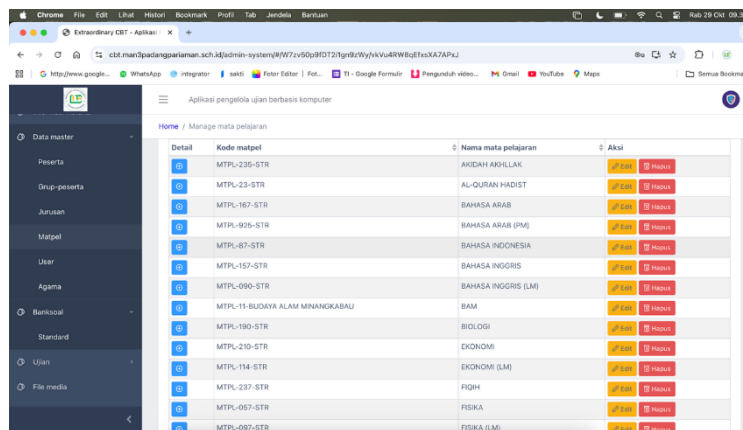 Chrome File Edit Lihat Histori Bookmark Profil Tab Jendela Bantuan Rab 29 Okt 09.3
Extraordinary CBT - Aplikasi
cbt.man3padangpariaman.sch.id/admin-system/#/W7zv50p9fDT2i1gn9zWy/vkVu4RW8qEfxsXA7APxJ
http://www.google... WhatsApp integrator sakti Fotor Editor | Fot... TI - Google Formulir Pengunduh video... Gmail YouTube Maps Semua Bookma
Aplikasi pengelola ujian berbasis komputer
Home / Manage mata pelajaran
Data master
Peserta
Grup-peserta
Jurusan
Matpel
User
Agama
Banksoal
Standard
Ujian
File media
Detail Kode matpel Nama mata pelajaran Aksi
MTPL-235-STR AKIDAH AKHLLAK Edit Hapus
MTPL-23-STR AL-QURAN HADIST Edit Hapus
MTPL-167-STR BAHASA ARAB Edit Hapus
MTPL-925-STR BAHASA ARAB (PM) Edit Hapus
MTPL-87-STR BAHASA INDONESIA Edit Hapus
MTPL-157-STR BAHASA INGGRIS Edit Hapus
MTPL-090-STR BAHASA INGGRIS (LM) Edit Hapus
MTPL-11-BUDAYA ALAM MINANGKABAU BAM Edit Hapus
MTPL-190-STR BIOLOGI Edit Hapus
MTPL-210-STR EKONOMI Edit Hapus
MTPL-114-STR EKONOMI (LM) Edit Hapus
MTPL-237-STR FIQIH Edit Hapus
MTPL-057-STR FISIKA Edit Hapus
MTPL-097-STR FISIKA (LM) Edit Hapus